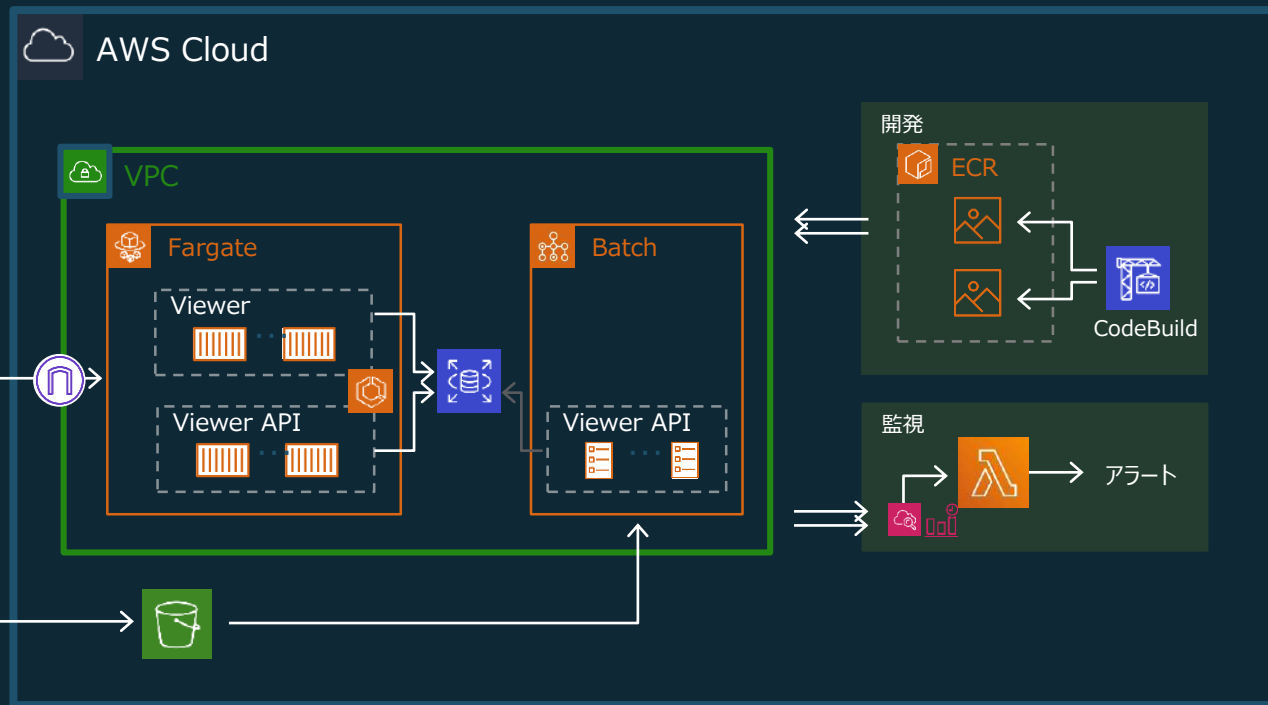 AWS Cloud
VPC
Fargate
Viewer
Viewer API
Batch
Viewer API
開発
ECR
CodeBuild
監視
アラート